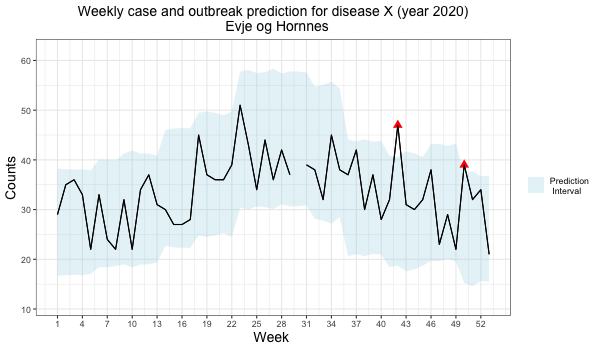 Weekly case and outbreak prediction for disease X (year 2020)
Evje og Hornnes
Counts
60
50
40
30
20
10
1 4 7 10 13 16 19 22 25 28 31 34 37 40 43 46 49 52
Week
Prediction
Interval